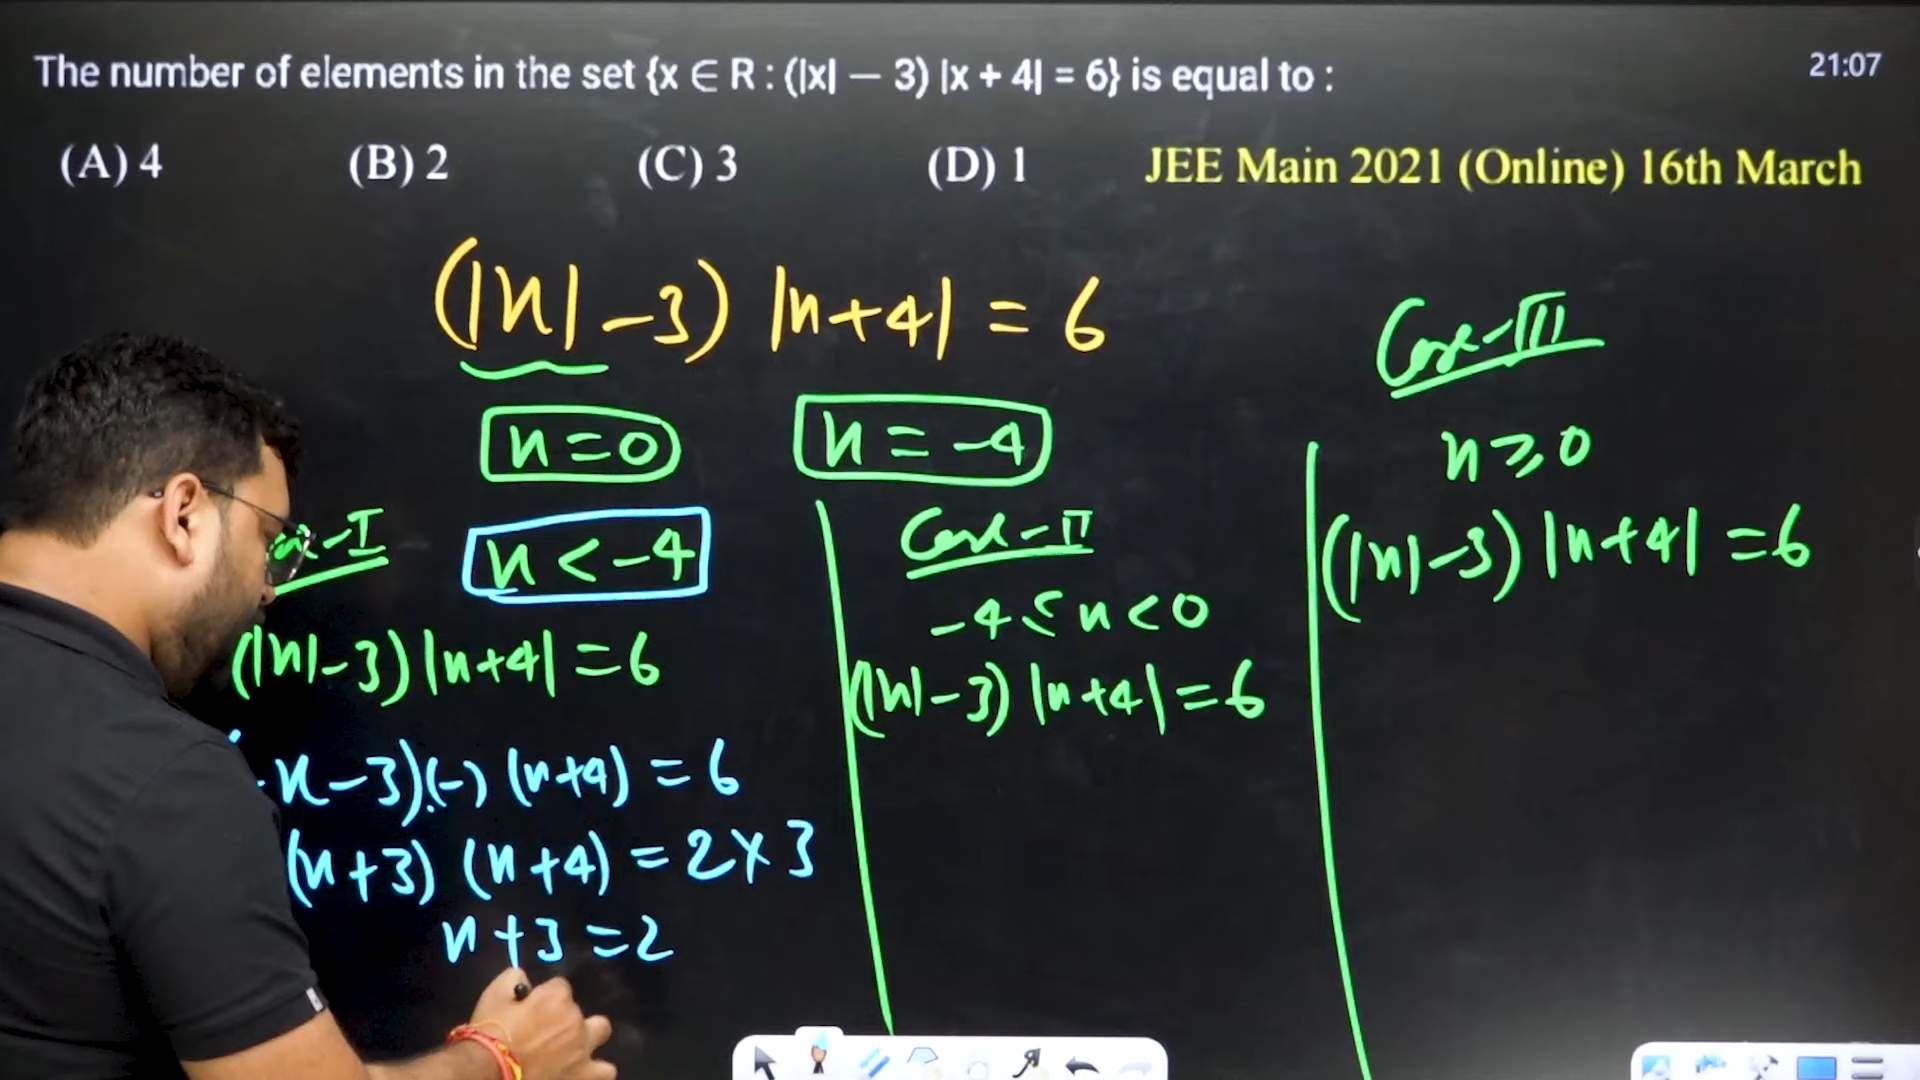 The number of elements in the set {x ∈ R : (|x| − 3) |x + 4| = 6} is equal to :
21:07
(A) 4 (B) 2 (C) 3 (D) 1 JEE Main 2021 (Online) 16th March
(|x| - 3) |x + 4| = 6
x = 0 x = -4
I x < -4
(|x| - 3) |x + 4| = 6
x - 3) (-) (x + 4) = 6
(x + 3) (x + 4) = 2 × 3
x + 3 = 2
Case - II
-4 ≤ x < 0
(|x| - 3) |x + 4| = 6
Case - III
x ≥ 0
(|x| - 3) |x + 4| = 6